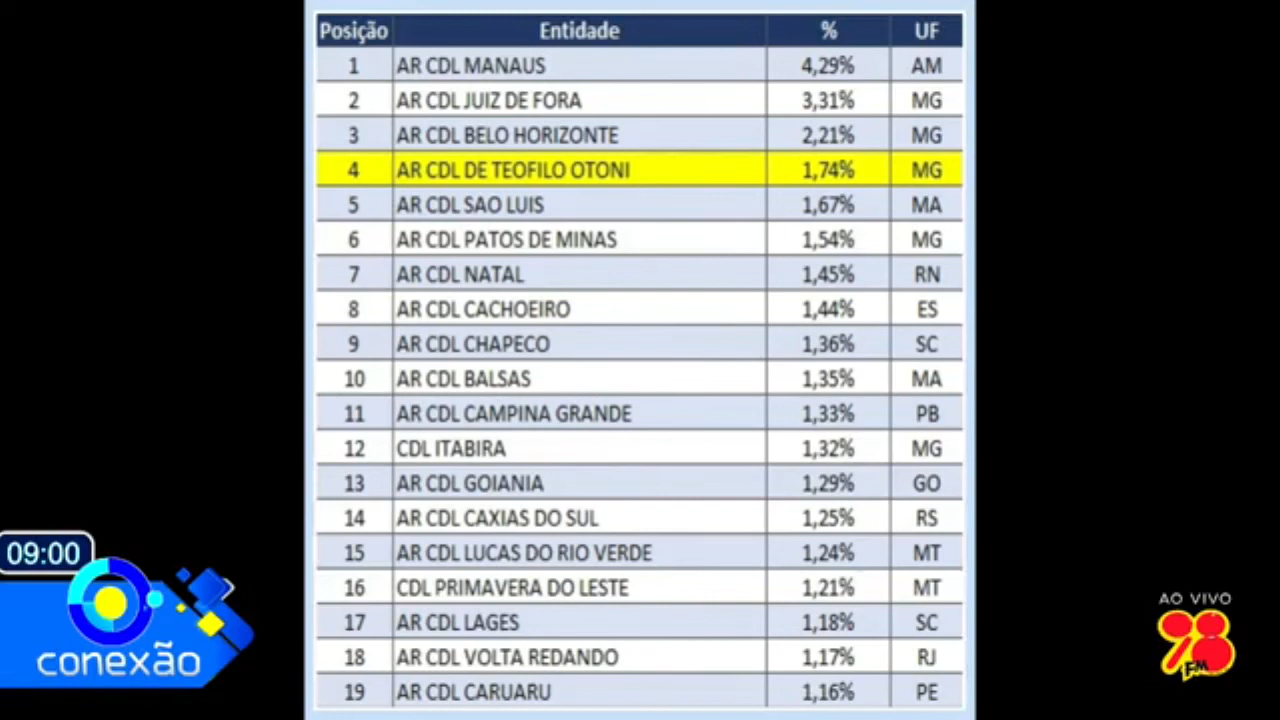 Posição Entidade % UF
1 AR CDL MANAUS 4,29% AM
2 AR CDL JUIZ DE FORA 3,31% MG
3 AR CDL BELO HORIZONTE 2,21% MG
4 AR CDL DE TEOFILO OTONI 1,74% MG
5 AR CDL SAO LUIS 1,67% MA
6 AR CDL PATOS DE MINAS 1,54% MG
7 AR CDL NATAL 1,45% RN
8 AR CDL CACHOEIRO 1,44% ES
9 AR CDL CHAPECO 1,36% SC
10 AR CDL BALSAS 1,35% MA
11 AR CDL CAMPINA GRANDE 1,33% PB
12 CDL ITABIRA 1,32% MG
13 AR CDL GOIANIA 1,29% GO
14 AR CDL CAXIAS DO SUL 1,25% RS
15 AR CDL LUCAS DO RIO VERDE 1,24% MT
16 CDL PRIMAVERA DO LESTE 1,21% MT
17 AR CDL LAGES 1,18% SC
18 AR CDL VOLTA REDANDO 1,17% RJ
19 AR CDL CARUARU 1,16% PE
09:00
conexão
AO VIVO
98
FM